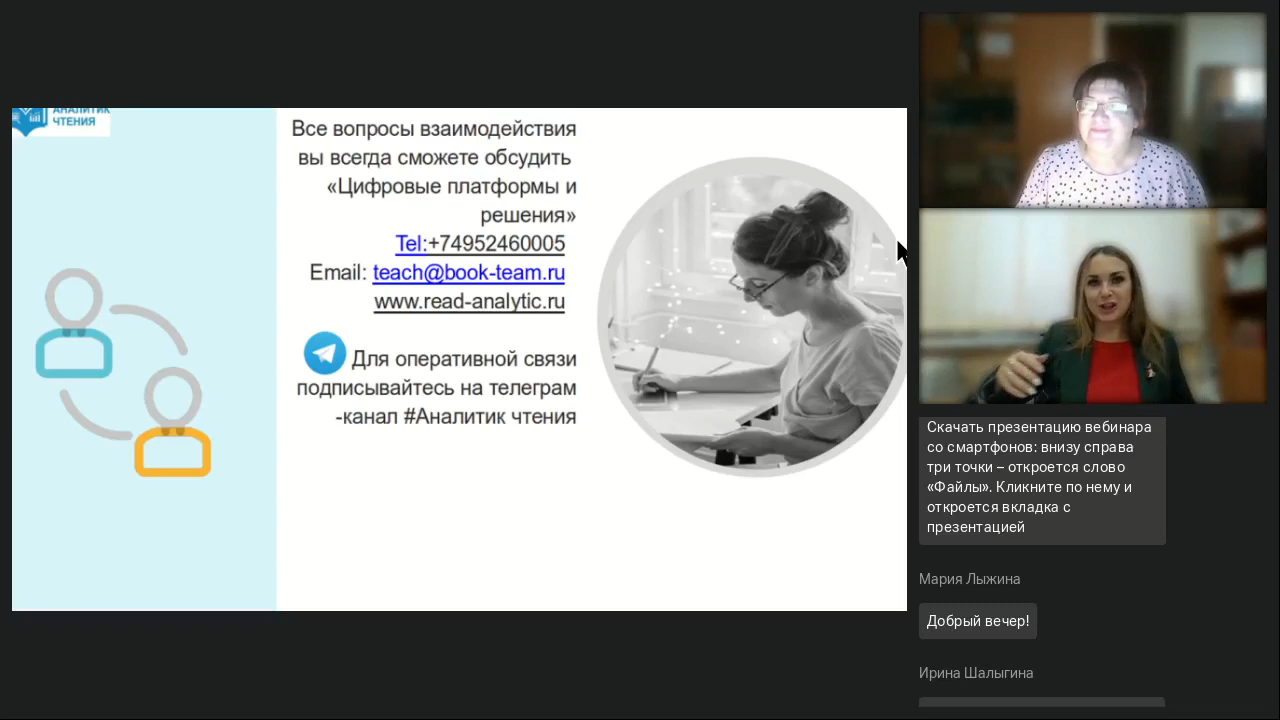 АНАЛИТИК
ЧТЕНИЯ
Все вопросы взаимодействия
вы всегда сможете обсудить
«Цифровые платформы и
решения»
Tel:+74952460005
Email: teach@book-team.ru
www.read-analytic.ru
Для оперативной связи
подписывайтесь на телеграм
-канал #Аналитик чтения
Скачать презентацию вебинара
со смартфонов: внизу справа
три точки – откроется слово
«Файлы». Кликните по нему и
откроется вкладка с
презентацией
Мария Лыжина
Добрый вечер!
Ирина Шалыгина